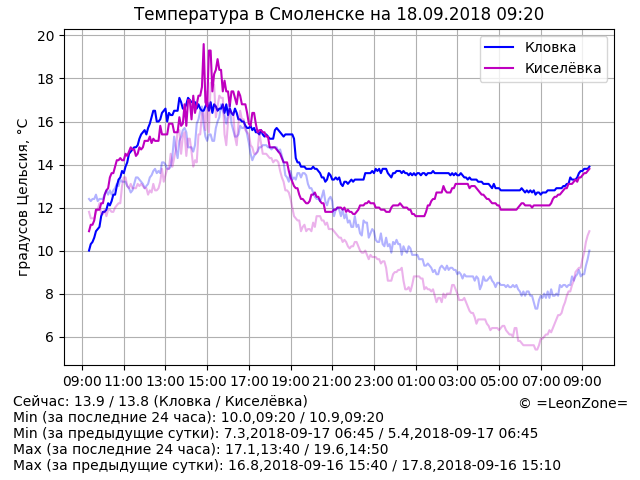 Температура в Смоленске на 18.09.2018 09:20
градусов Цельсия, °C
20
18
16
14
12
10
8
6
Кловка
Киселёвка
09:00 11:00 13:00 15:00 17:00 19:00 21:00 23:00 01:00 03:00 05:00 07:00 09:00
Сейчас: 13.9 / 13.8 (Кловка / Киселёвка)
© =LeonZone=
Min (за последние 24 часа): 10.0,09:20 / 10.9,09:20
Min (за предыдущие сутки): 7.3,2018-09-17 06:45 / 5.4,2018-09-17 06:45
Max (за последние 24 часа): 17.1,13:40 / 19.6,14:50
Max (за предыдущие сутки): 16.8,2018-09-16 15:40 / 17.8,2018-09-16 15:10